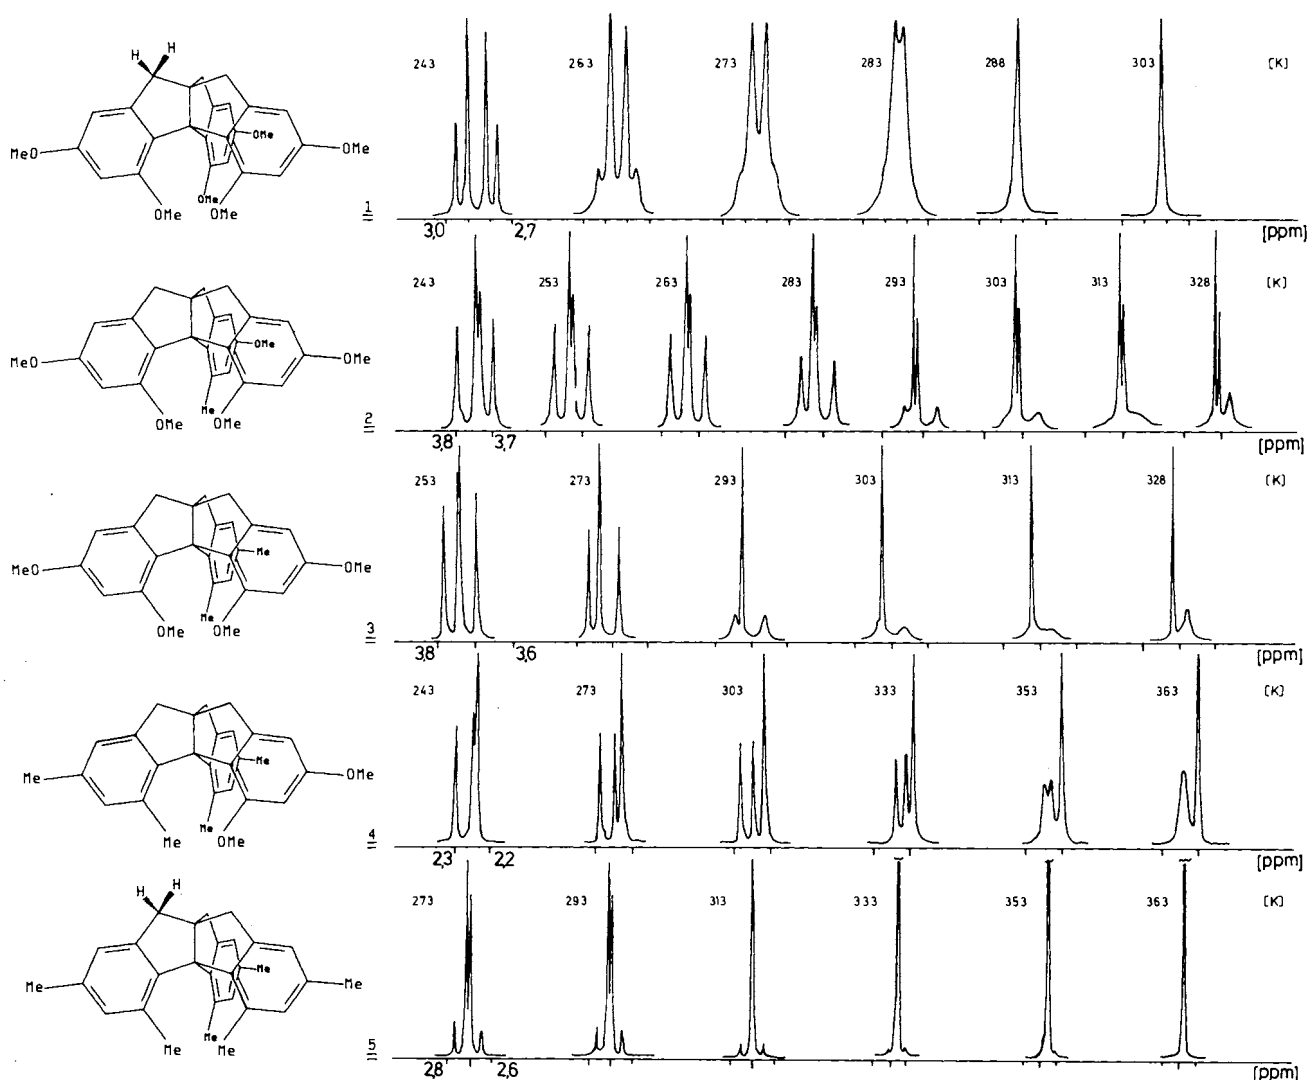 H H
243 263 273 283 288 303 [K]
MeO OMe OMe
OMe OMe OMe
1
3,0 2,7 [ppm]
243 253 263 283 293 303 313 328 [K]
MeO OMe OMe
OMe Me OMe
2
3,8 3,7 [ppm]
253 273 293 303 313 328 [K]
MeO Me OMe
OMe Me OMe
3
3,8 3,6 [ppm]
243 273 303 333 353 363 [K]
Me Me OMe
Me Me OMe
4
2,3 2,2 [ppm]
H H
273 293 313 333 353 363 [K]
Me Me Me
Me Me Me
5
2,8 2,6 [ppm]